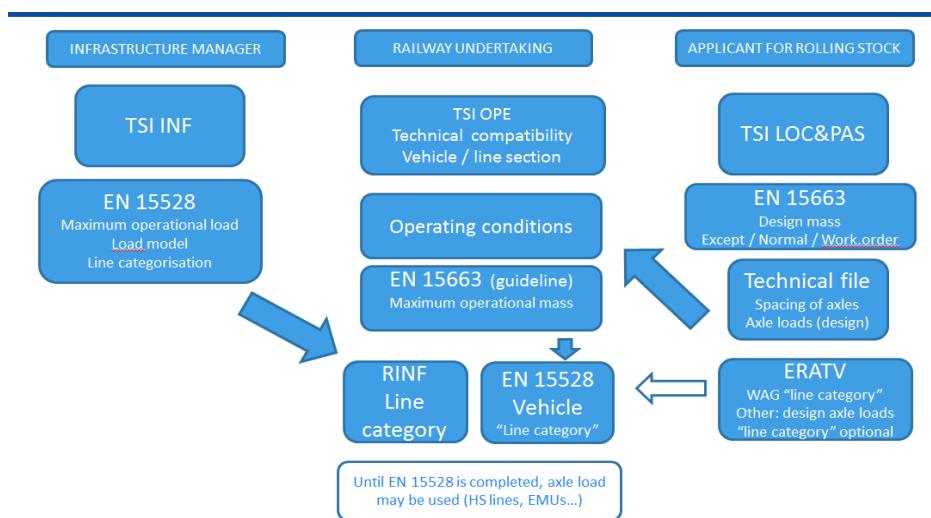 INFRASTRUCTURE MANAGER
RAILWAY UNDERTAKING
APPLICANT FOR ROLLING STOCK
TSI INF
EN 15528
Maximum operational load
Load model
Line categorisation
TSI OPE
Technical compatibility
Vehicle / line section
Operating conditions
EN 15663 (guideline)
Maximum operational mass
TSI LOC&PAS
EN 15663
Design mass
Except / Normal / Work.order
Technical file
Spacing of axles
Axle loads (design)
RINF
Line
category
EN 15528
Vehicle
"Line category"
ERATV
WAG "line category"
Other: design axle loads
"line category" optional
Until EN 15528 is completed, axle load
may be used (HS lines, EMUs...)